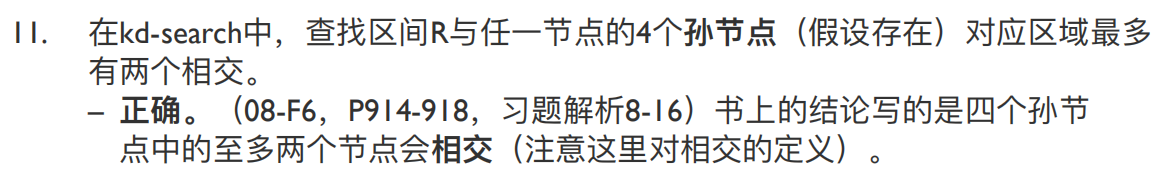 11. 在kd-search中，查找区间R与任一节点的4个孙节点（假设存在）对应区域最多
有两个相交。
– 正确。（08-F6，P914-918，习题解析8-16）书上的结论写的是四个孙节
点中的至多两个节点会相交（注意这里对相交的定义）。